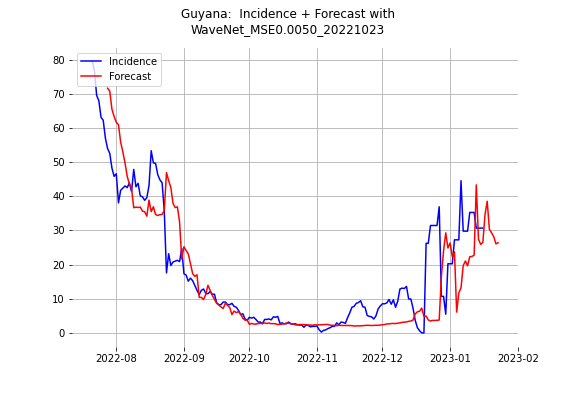 Guyana:  Incidence + Forecast with
WaveNet_MSE0.0050_20221023
Incidence
Forecast
80
70
60
50
40
30
20
10
0
2022-08 2022-09 2022-10 2022-11 2022-12 2023-01 2023-02